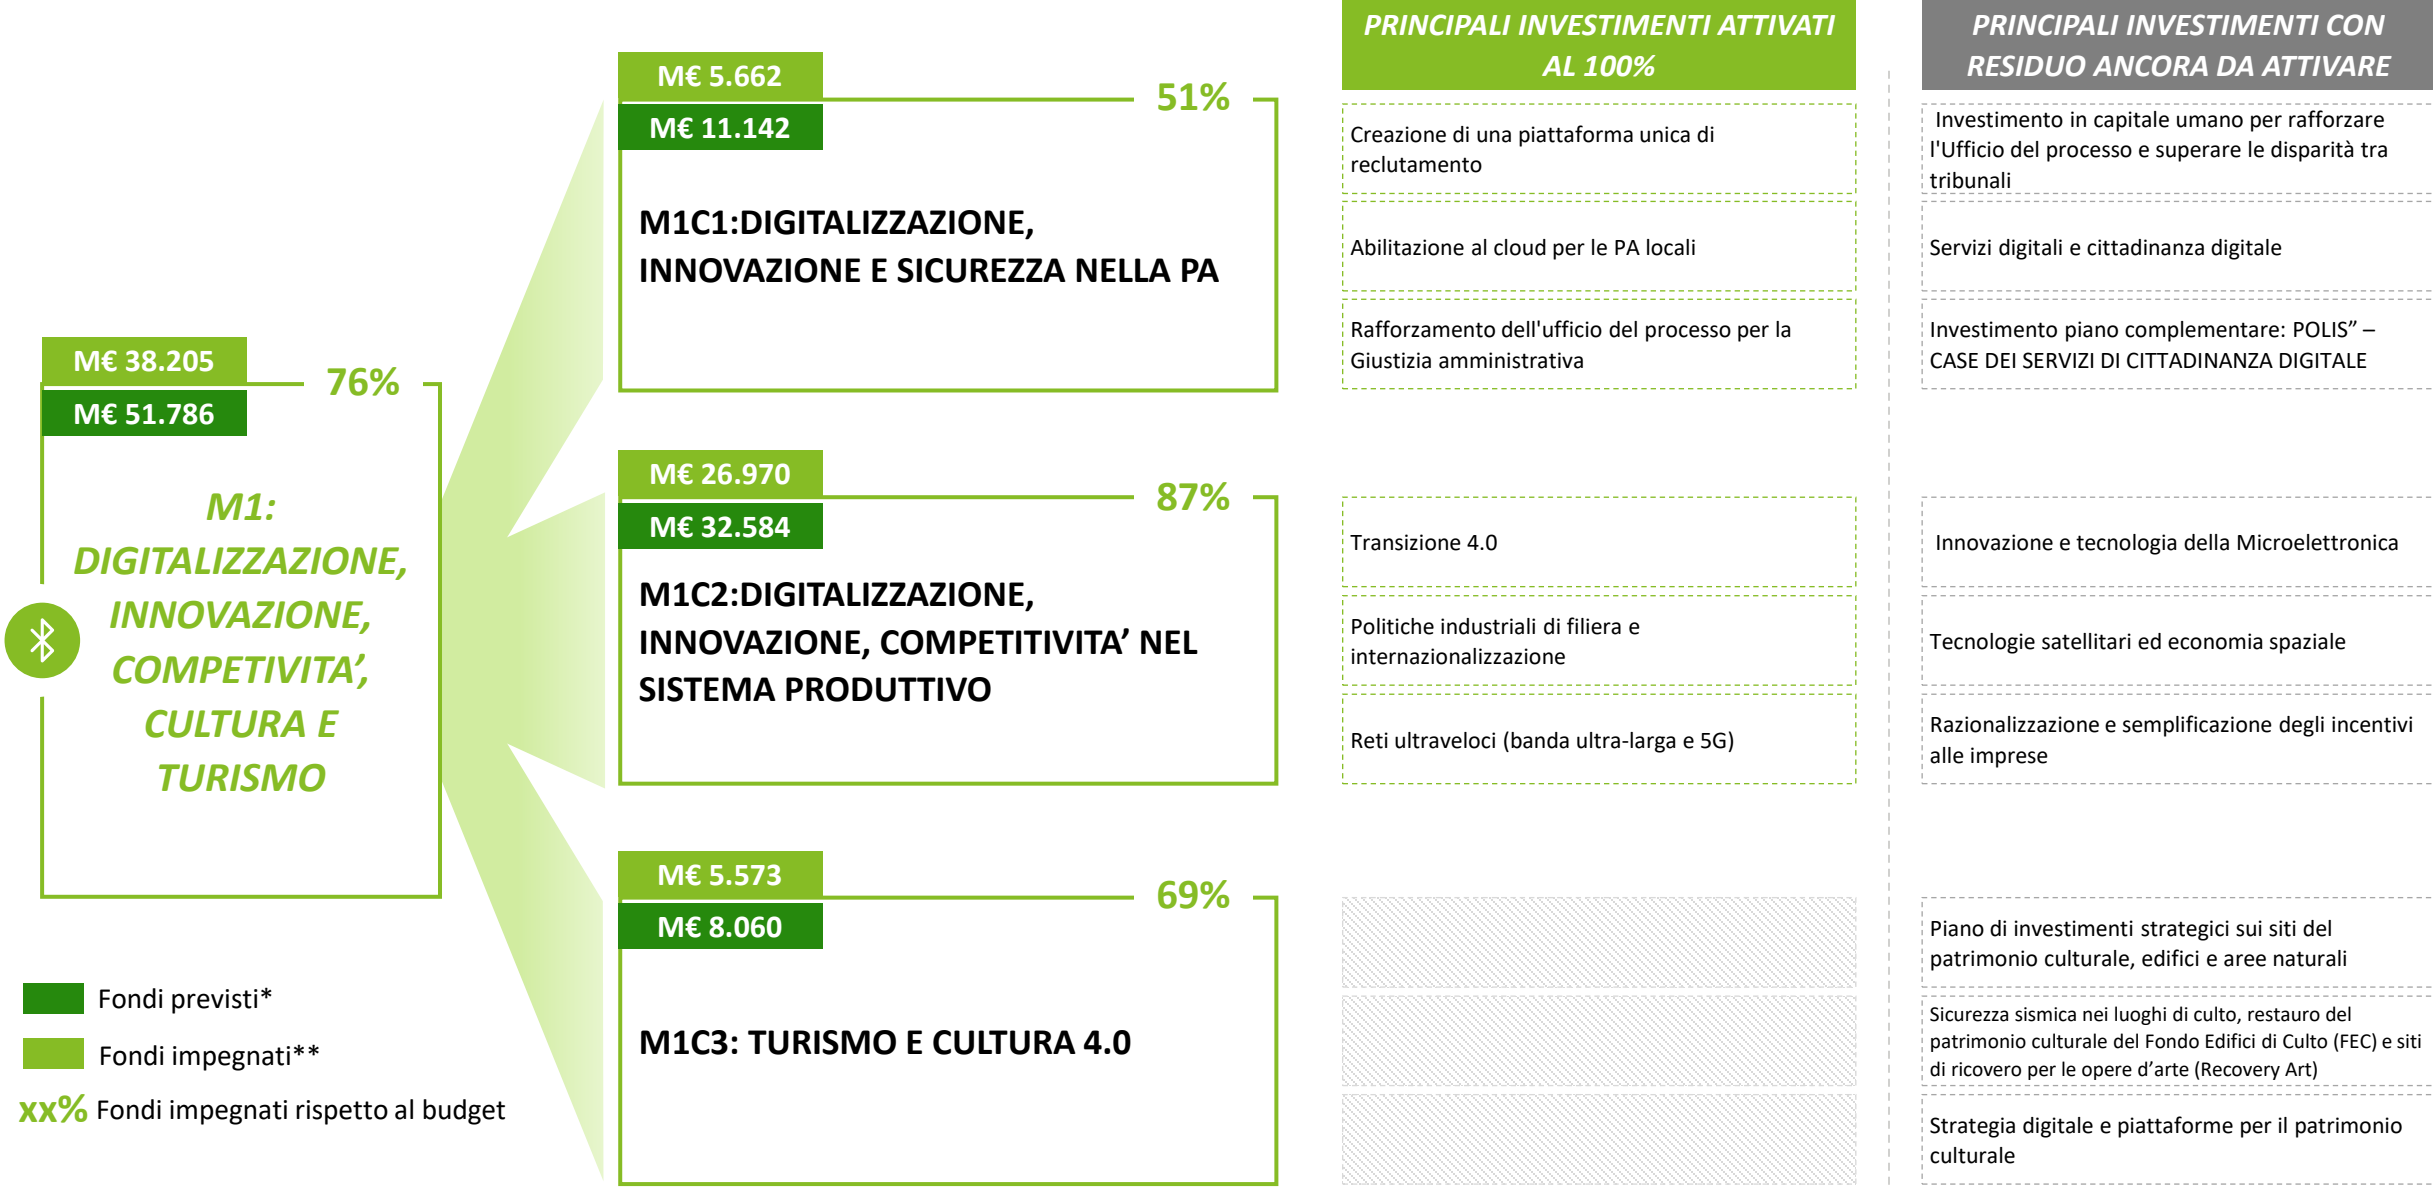 PRINCIPALI INVESTIMENTI ATTIVATI
AL 100%
PRINCIPALI INVESTIMENTI CON
RESIDUO ANCORA DA ATTIVARE
M€ 38.205
76%
M€ 51.786
M1:
DIGITALIZZAZIONE,
INNOVAZIONE,
COMPETIVITA’,
CULTURA E
TURISMO
M€ 5.662
51%
M€ 11.142
M1C1:DIGITALIZZAZIONE,
INNOVAZIONE E SICUREZZA NELLA PA
Creazione di una piattaforma unica di
reclutamento
Abilitazione al cloud per le PA locali
Rafforzamento dell'ufficio del processo per la
Giustizia amministrativa
Investimento in capitale umano per rafforzare
l'Ufficio del processo e superare le disparità tra
tribunali
Servizi digitali e cittadinanza digitale
Investimento piano complementare: POLIS” –
CASE DEI SERVIZI DI CITTADINANZA DIGITALE
M€ 26.970
87%
M€ 32.584
M1C2:DIGITALIZZAZIONE,
INNOVAZIONE, COMPETITIVITA’ NEL
SISTEMA PRODUTTIVO
Transizione 4.0
Politiche industriali di filiera e
internazionalizzazione
Reti ultraveloci (banda ultra-larga e 5G)
Innovazione e tecnologia della Microelettronica
Tecnologie satellitari ed economia spaziale
Razionalizzazione e semplificazione degli incentivi
alle imprese
M€ 5.573
69%
M€ 8.060
M1C3: TURISMO E CULTURA 4.0
Piano di investimenti strategici sui siti del
patrimonio culturale, edifici e aree naturali
Sicurezza sismica nei luoghi di culto, restauro del
patrimonio culturale del Fondo Edifici di Culto (FEC) e siti
di ricovero per le opere d’arte (Recovery Art)
Strategia digitale e piattaforme per il patrimonio
culturale
Fondi previsti*
Fondi impegnati**
xx% Fondi impegnati rispetto al budget